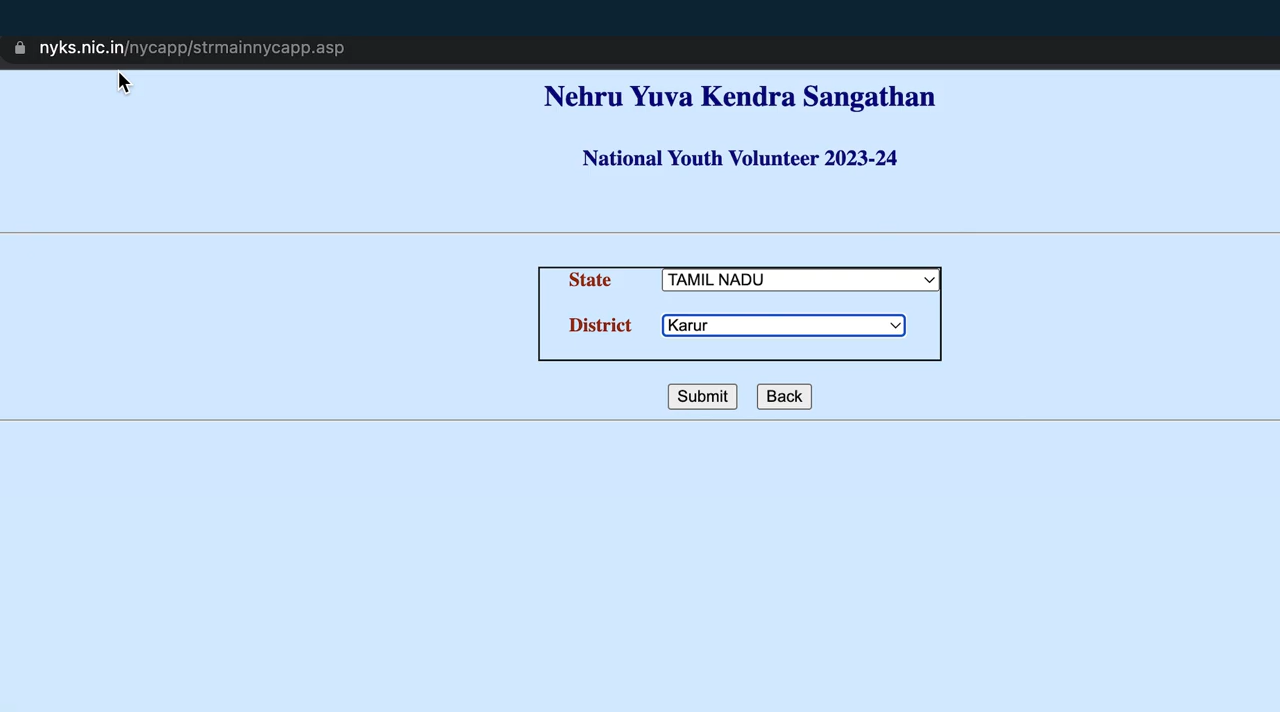 nyks.nic.in/nycapp/strmainnycapp.asp
Nehru Yuva Kendra Sangathan
National Youth Volunteer 2023-24
State TAMIL NADU
District Karur
Submit Back